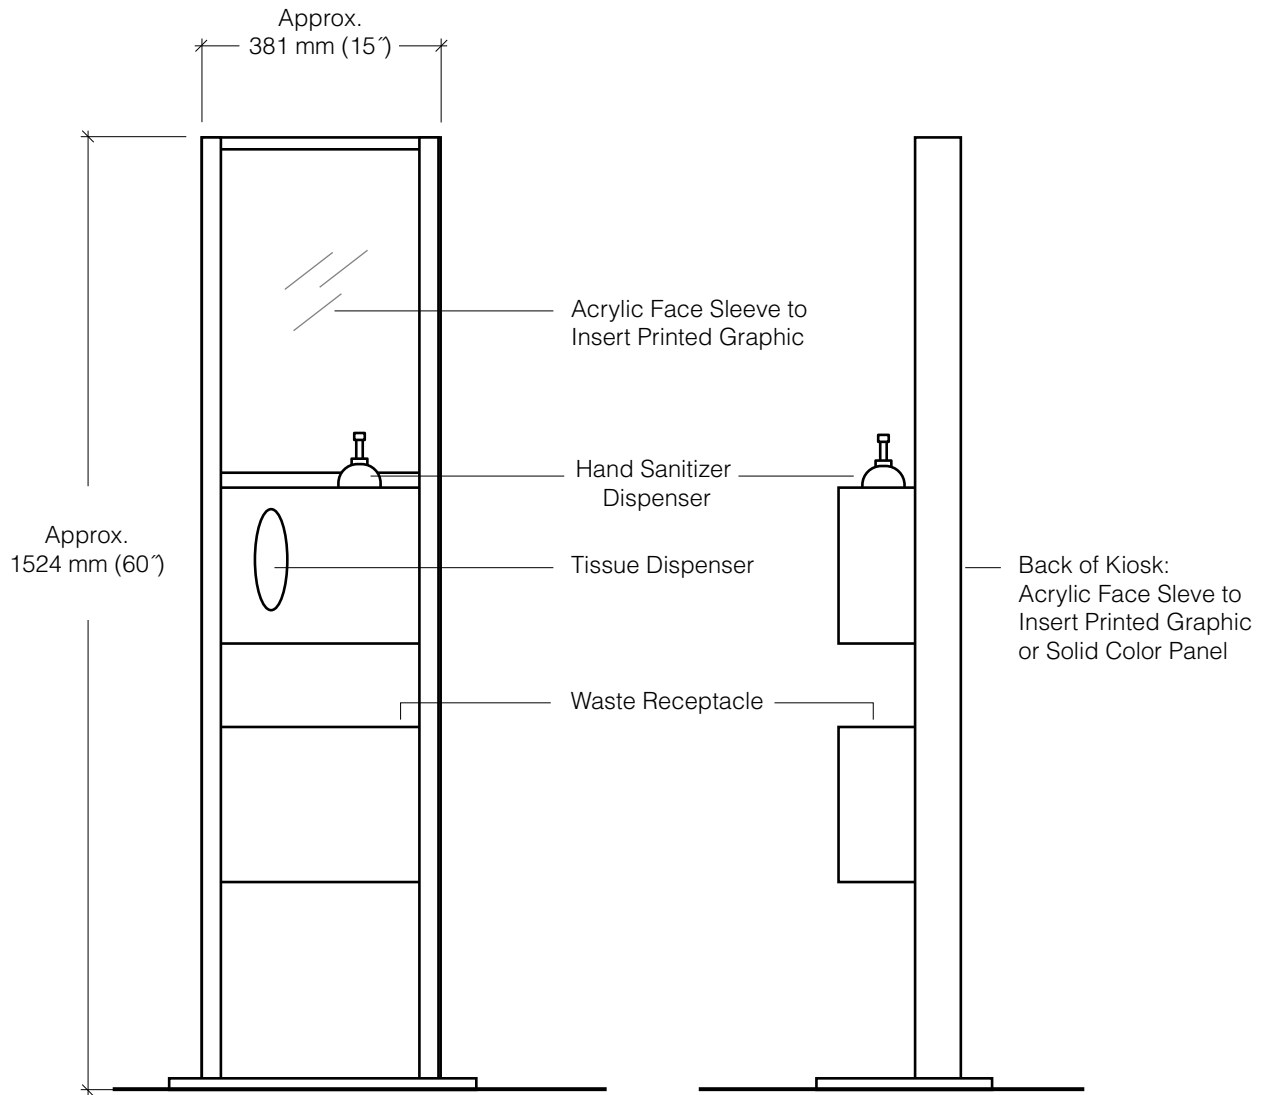 Approx.
381 mm (15˝)
Acrylic Face Sleeve to
Insert Printed Graphic
Hand Sanitizer
Dispenser
Approx.
1524 mm (60˝)
Tissue Dispenser
Back of Kiosk:
Acrylic Face Sleve to
Insert Printed Graphic
or Solid Color Panel
Waste Receptacle